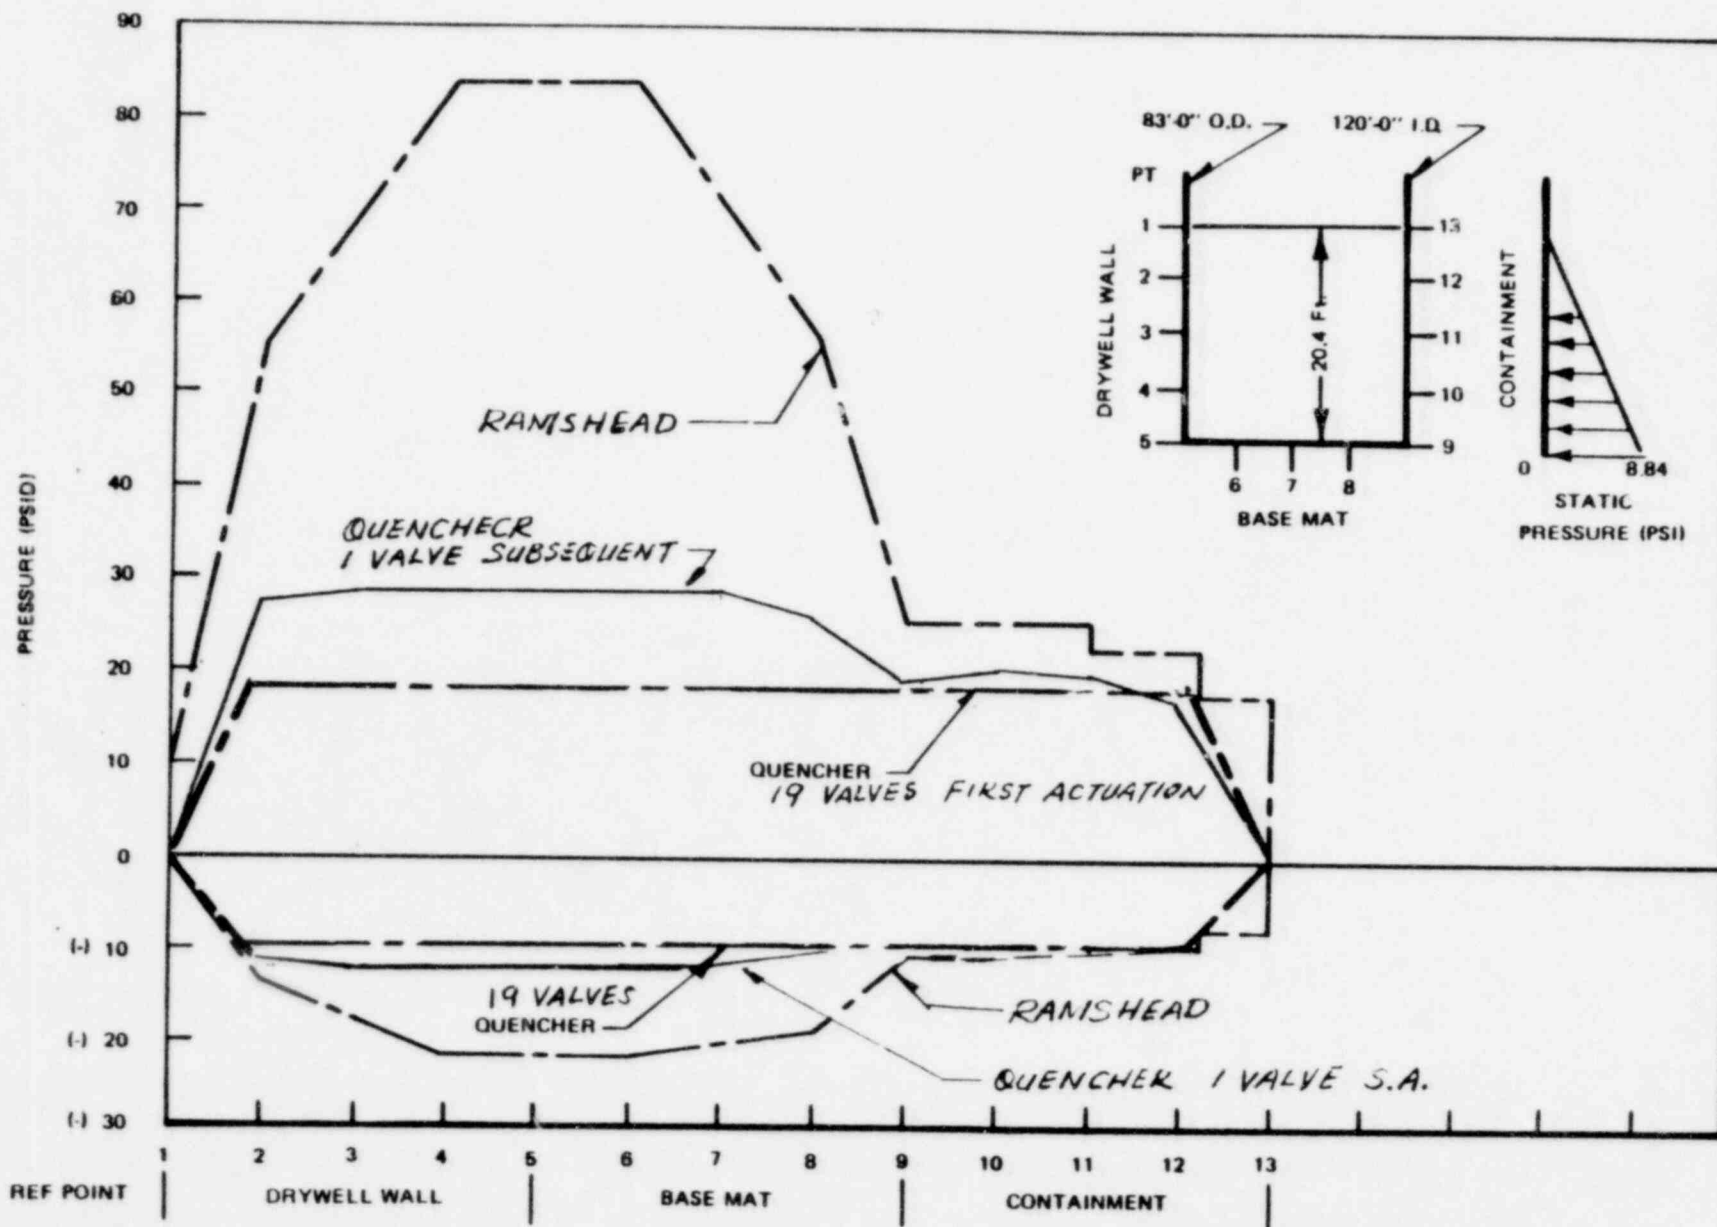 90
80
70
60
50
40
30
20
10
0
(-) 10
(-) 20
(-) 30
PRESSURE (PSID)
RAMSHEAD
QUENCHECR
1 VALVE SUBSEQUENT
QUENCHER
19 VALVES FIRST ACTUATION
19 VALVES
QUENCHER
RAMSHEAD
QUENCHER 1 VALVE S.A.
83'-0" O.D.
120'-0" I.D.
PT
1
2
3
4
5
DRYWELL WALL
20.4 Ft.
13
12
11
10
9
6 7 8
BASE MAT
CONTAINMENT
0 8.84
STATIC
PRESSURE (PSI)
1 2 3 4 5 6 7 8 9 10 11 12 13
REF POINT DRYWELL WALL BASE MAT CONTAINMENT